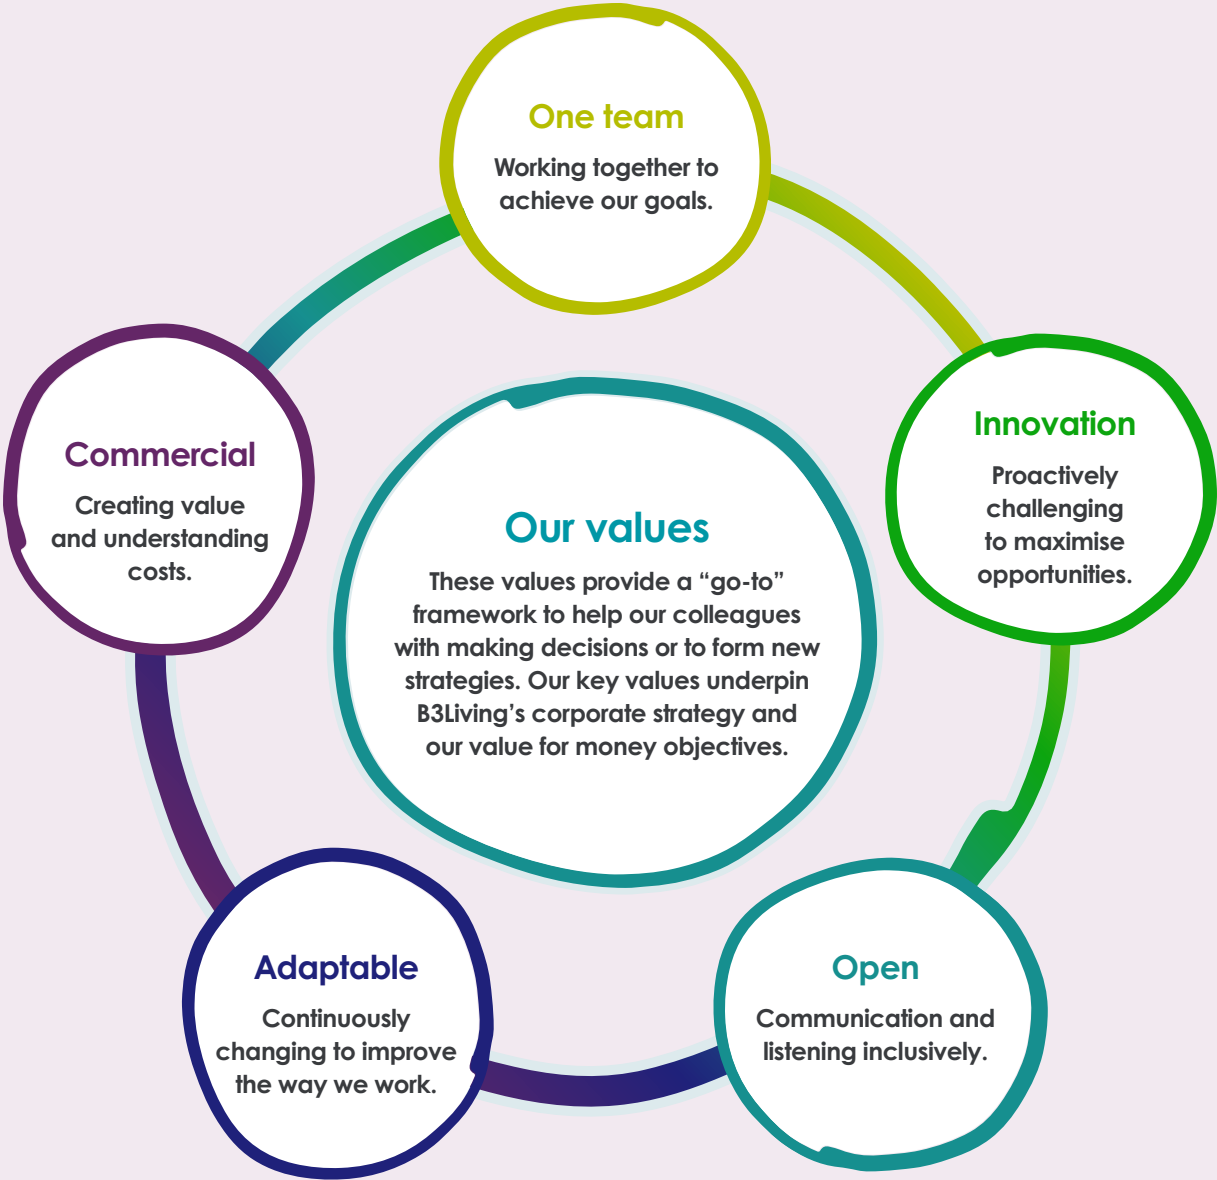 One team
Working together to
achieve our goals.
Innovation
Proactively
challenging
to maximise
opportunities.
Commercial
Creating value
and understanding
costs.
Our values
These values provide a “go-to”
framework to help our colleagues
with making decisions or to form new
strategies. Our key values underpin
B3Living’s corporate strategy and
our value for money objectives.
Adaptable
Continuously
changing to improve
the way we work.
Open
Communication and
listening inclusively.